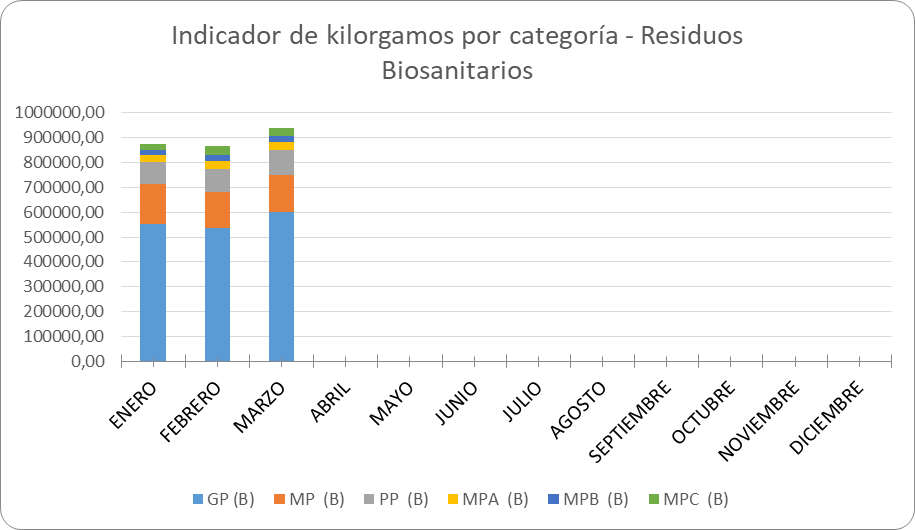 Indicador de kilorgamos por categoría - Residuos
Biosanitarios
1000000,00
900000,00
800000,00
700000,00
600000,00
500000,00
400000,00
300000,00
200000,00
100000,00
0,00
ENERO
FEBRERO
MARZO
ABRIL
MAYO
JUNIO
JULIO
AGOSTO
SEPTIEMBRE
OCTUBRE
NOVIEMBRE
DICIEMBRE
GP (B) MP (B) PP (B) MPA (B) MPB (B) MPC (B)